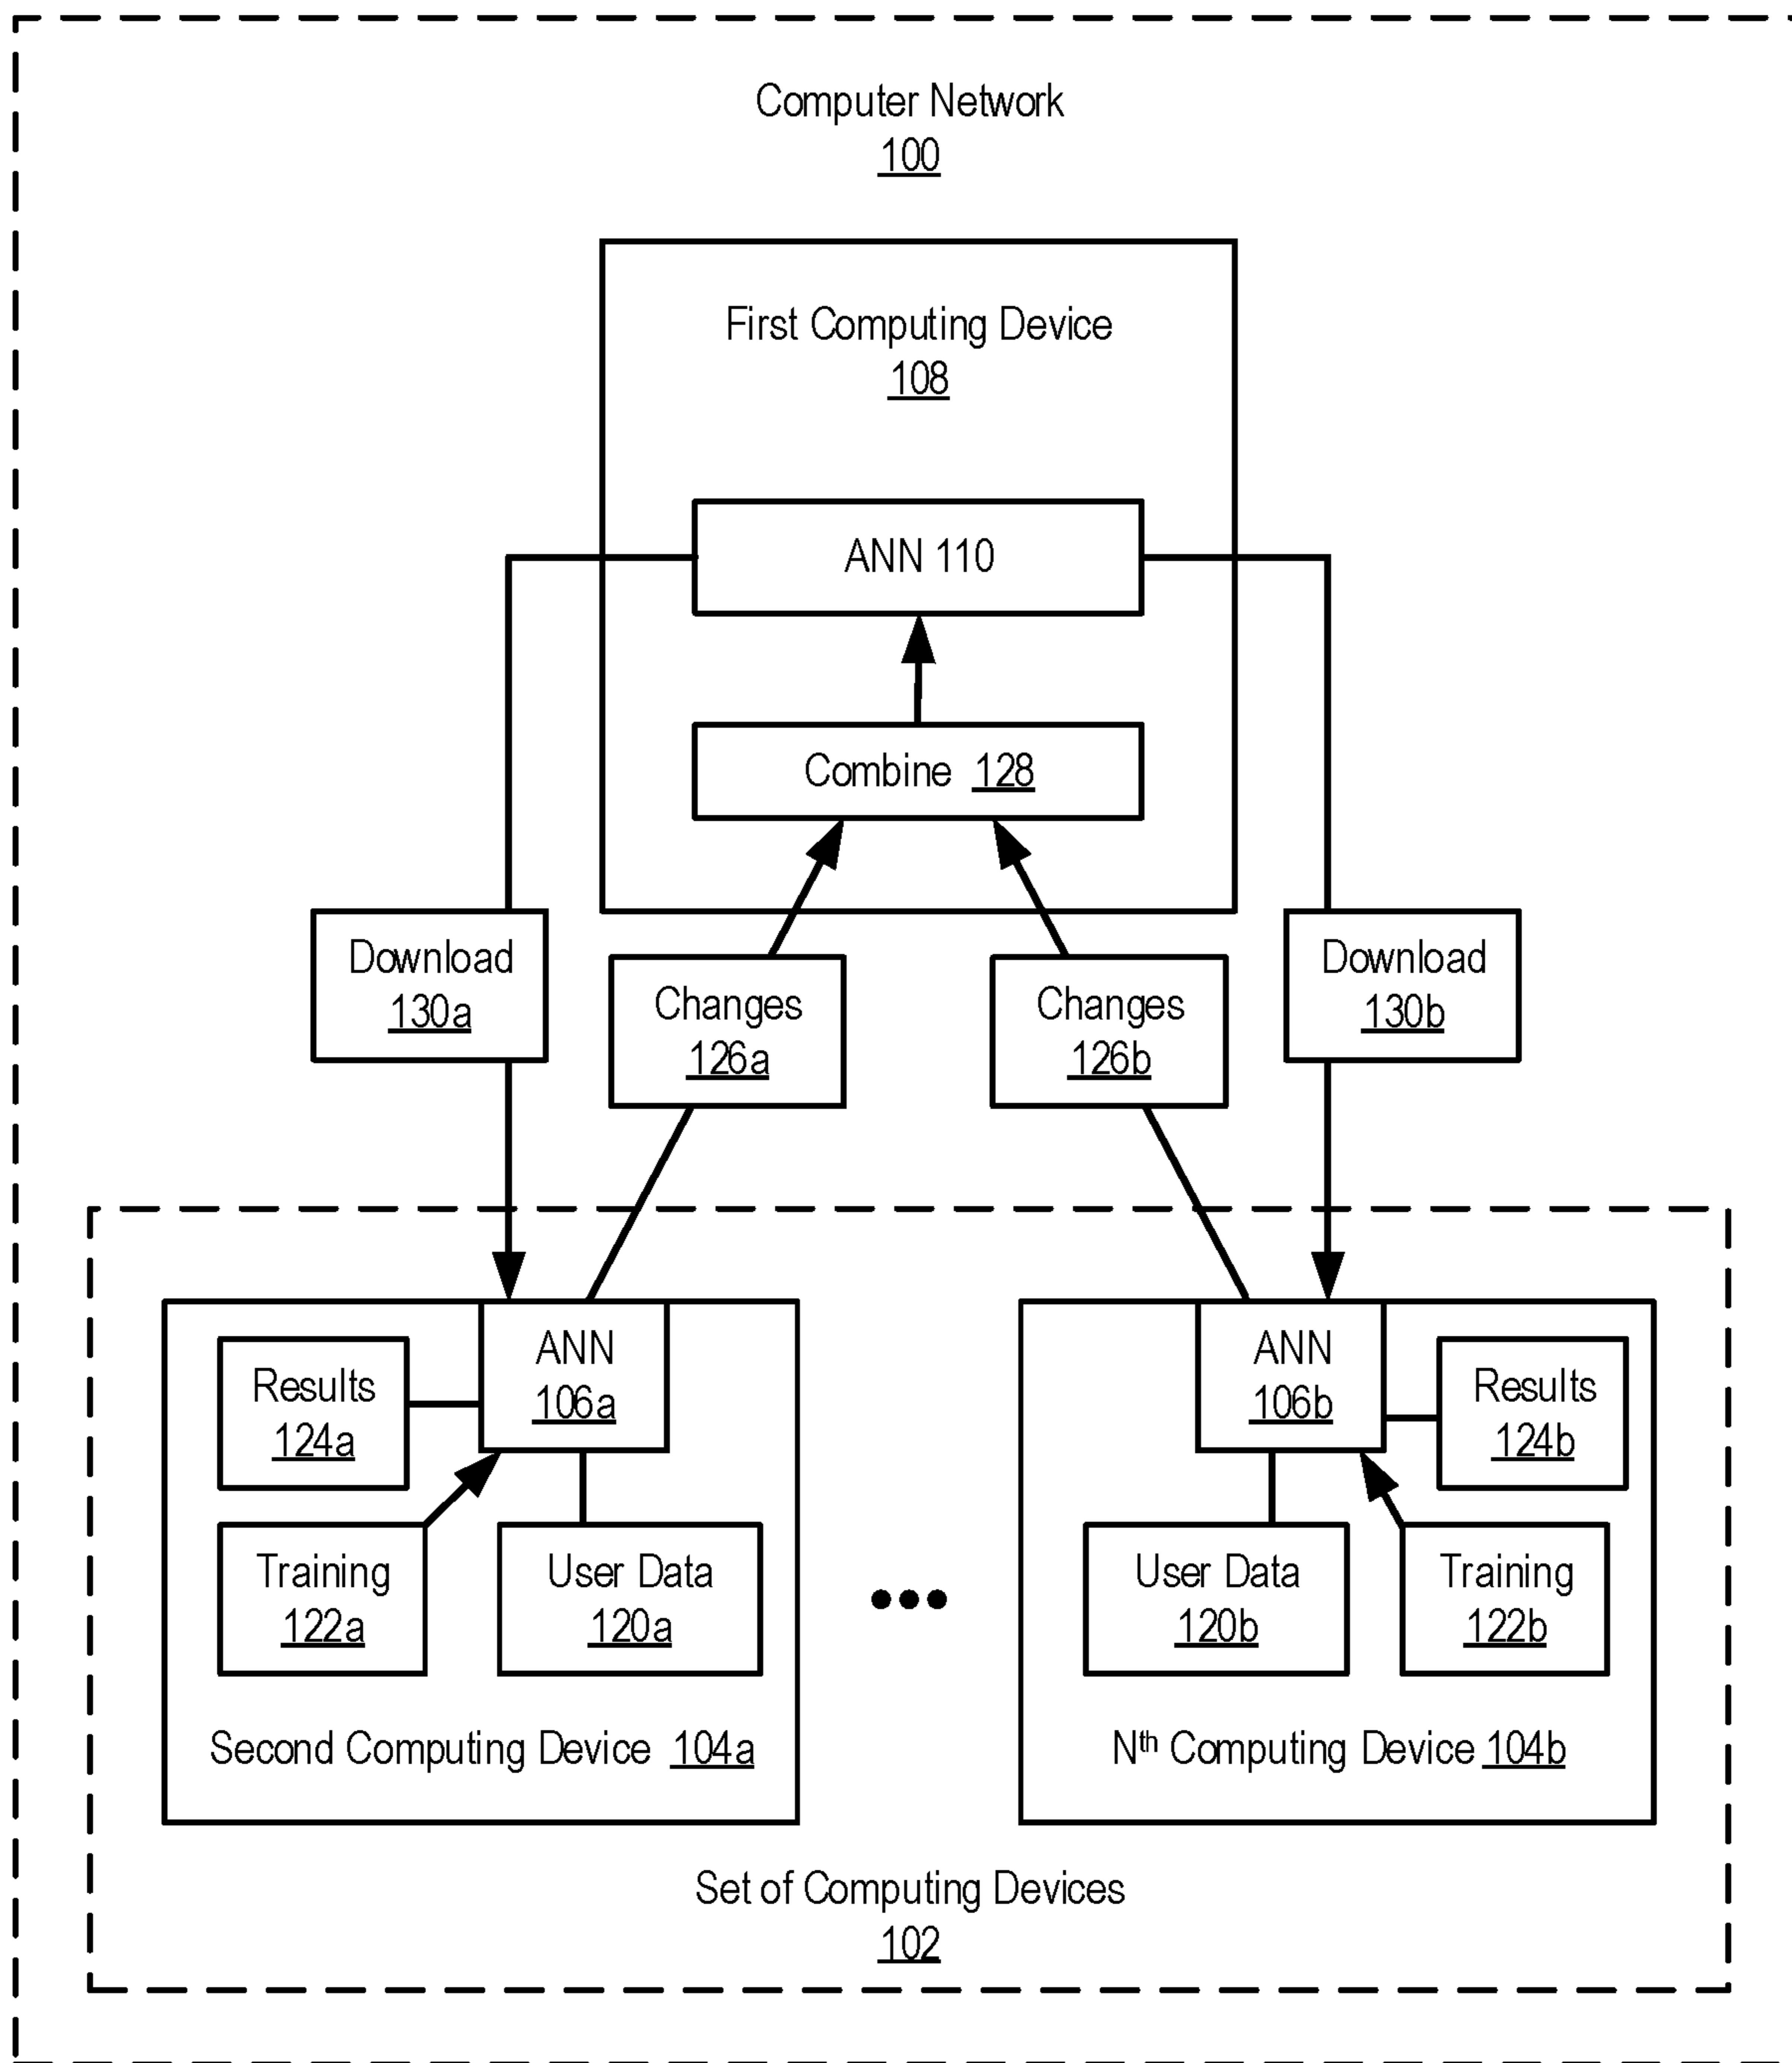 Computer Network
100
First Computing Device
108
ANN 110
Combine 128
Download
130a
Changes
126a
Changes
126b
Download
130b
Results
124a
ANN
106a
Training
122a
User Data
120a
Second Computing Device 104a
ANN
106b
Results
124b
User Data
120b
Training
122b
Nth Computing Device 104b
Set of Computing Devices
102